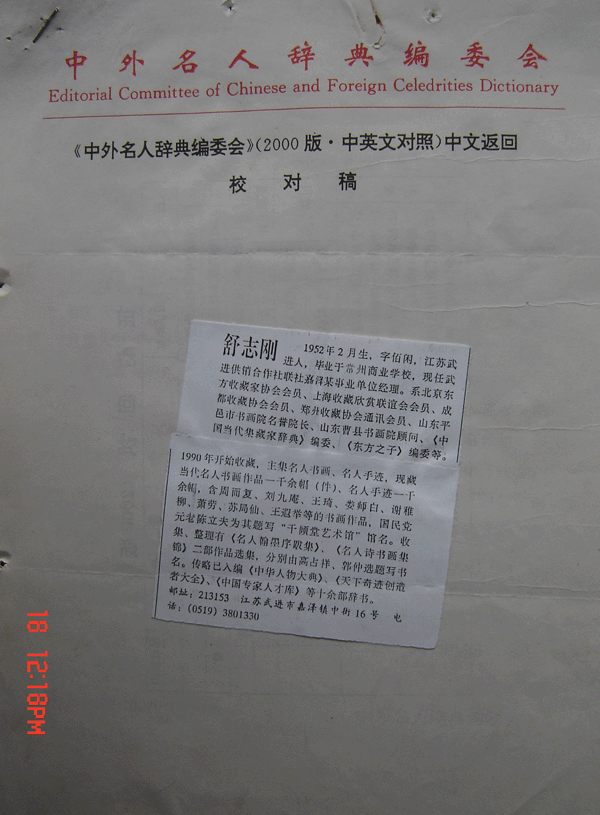 中外名人辞典编委会
Editorial Committee of Chinese and Foreign Celedrities Dictionary
《中外名人辞典编委会》(2000 版·中英文对照)中文返回
校 对 稿
舒志刚 1952年2月生，字佰闲，江苏武
进人，毕业于常州商业学校，现任武
进供销合作社联社嘉泽某事业单位经理。系北京东
方收藏家协会会员、上海收藏欣赏联谊会会员、成
都收藏协会会员、郑州收藏协会通讯会员、山东平
邑市书画院名誉院长、山东曹县书画院顾问、《中
国当代集藏家辞典》编委、《东方之子》编委等。
1990年开始收藏，主集名人书画、名人手迹，现藏
当代名人书画作品一千余帧（件）、名人手迹一千
余帧，含周而复、刘九庵、王琦、娄师白、谢稚
柳、萧劳、苏局仙、王遐举等的书画作品，国民党
元老陈立夫为其题写“千顾堂艺术馆”馆名。收
集、整理有《名人翰墨序跋集》、《名人诗书画集
锦》二部作品选集，分别由高占祥、郭仲选题写书
名。传略已入编《中华人物大典》、《天下奇迹创造
者大全》、《中国专家人才库》等十余部辞书。
邮址：213153 江苏武进市嘉泽镇中街16号 电
话：(0519) 3801330
18 12:18PM